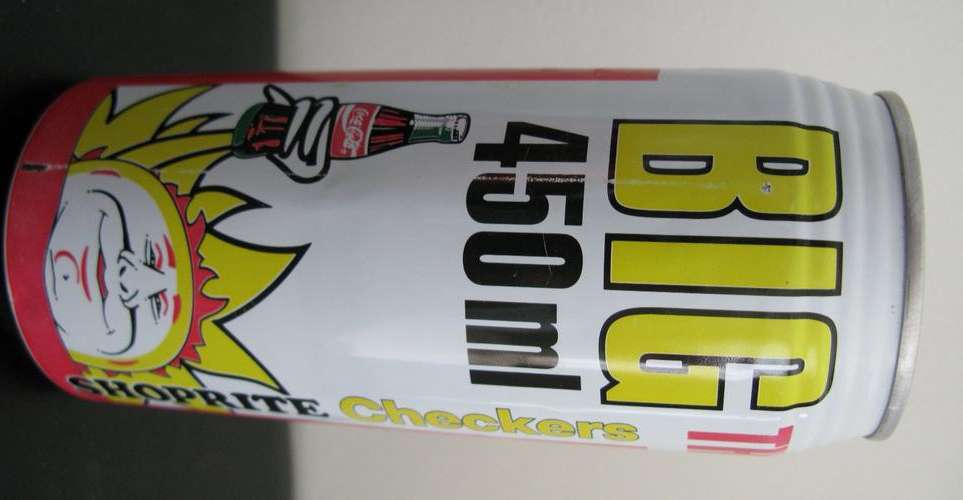 BIG
450ml
Coca-Cola
SHOPRITE Checkers